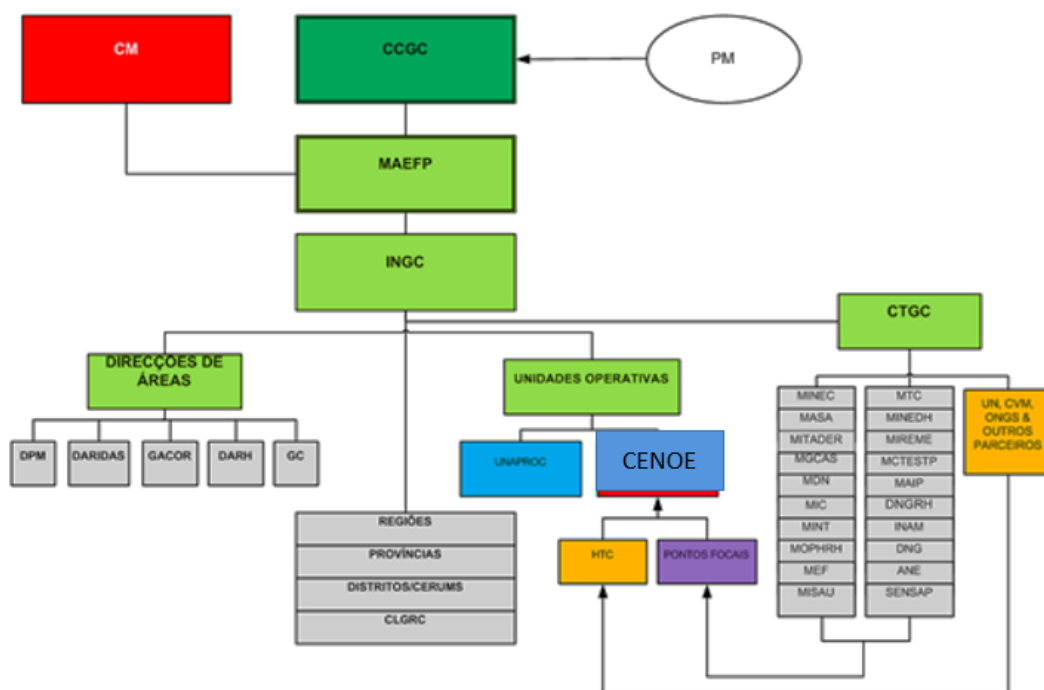 CM
CCGC
PM
MAEFP
INGC
CTGC
DIRECÇÕES DE
ÁREAS
UNIDADES OPERATIVAS
DPM
DARIDAS
GACOR
DARH
GC
UNAPROC
CENOE
HTC
PONTOS FOCAIS
REGIÕES
PROVÍNCIAS
DISTRITOS/CERUMS
CLGRC
MINEC
MASA
MITADER
MGCAS
MDN
MIC
MINT
MOPHRH
MEF
MISAU
MTC
MINEDH
MIREME
MCTESTP
MAIP
DNGRH
INAM
DNG
ANE
SENSAP
UN, CVM,
ONGS &
OUTROS
PARCEIROS